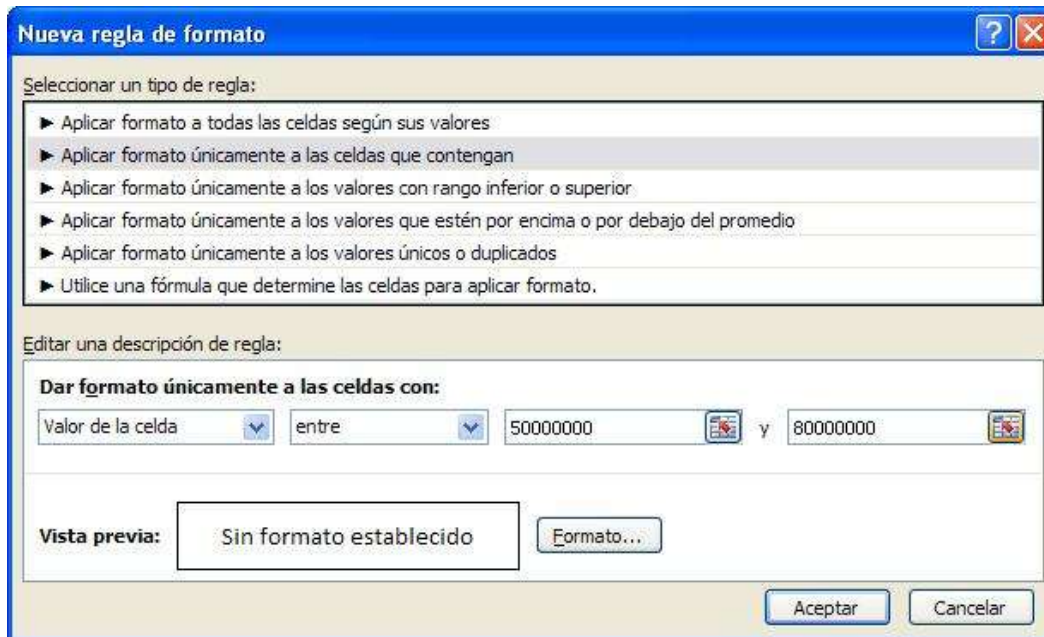 Nueva regla de formato
Seleccionar un tipo de regla:
► Aplicar formato a todas las celdas según sus valores
► Aplicar formato únicamente a las celdas que contengan
► Aplicar formato únicamente a los valores con rango inferior o superior
► Aplicar formato únicamente a los valores que estén por encima o por debajo del promedio
► Aplicar formato únicamente a los valores únicos o duplicados
► Utilice una fórmula que determine las celdas para aplicar formato.
Editar una descripción de regla:
Dar formato únicamente a las celdas con:
Valor de la celda entre 50000000 y 80000000
Vista previa: Sin formato establecido Formato...
Aceptar Cancelar